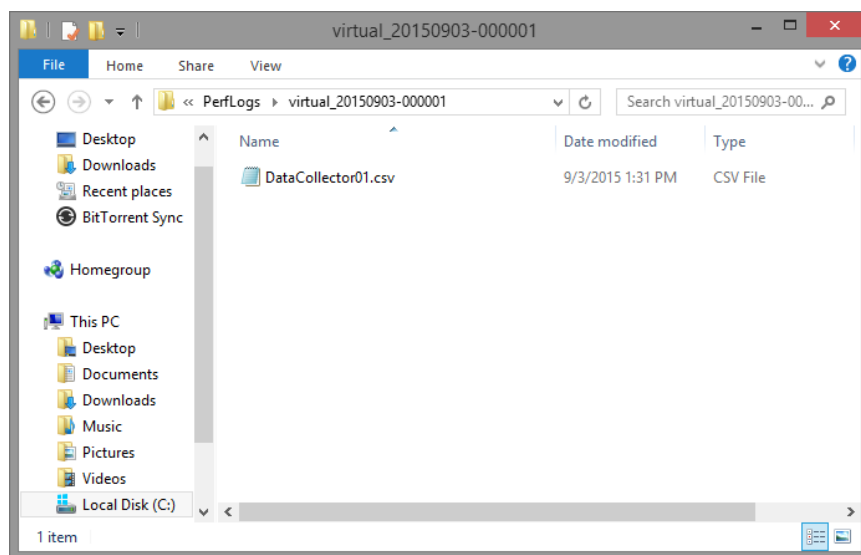 virtual_20150903-000001
File Home Share View
« PerfLogs virtual_20150903-000001 Search virtual_20150903-00...
Name Date modified Type
DataCollector01.csv 9/3/2015 1:31 PM CSV File
Desktop
Downloads
Recent places
BitTorrent Sync
Homegroup
This PC
Desktop
Documents
Downloads
Music
Pictures
Videos
Local Disk (C:)
1 item